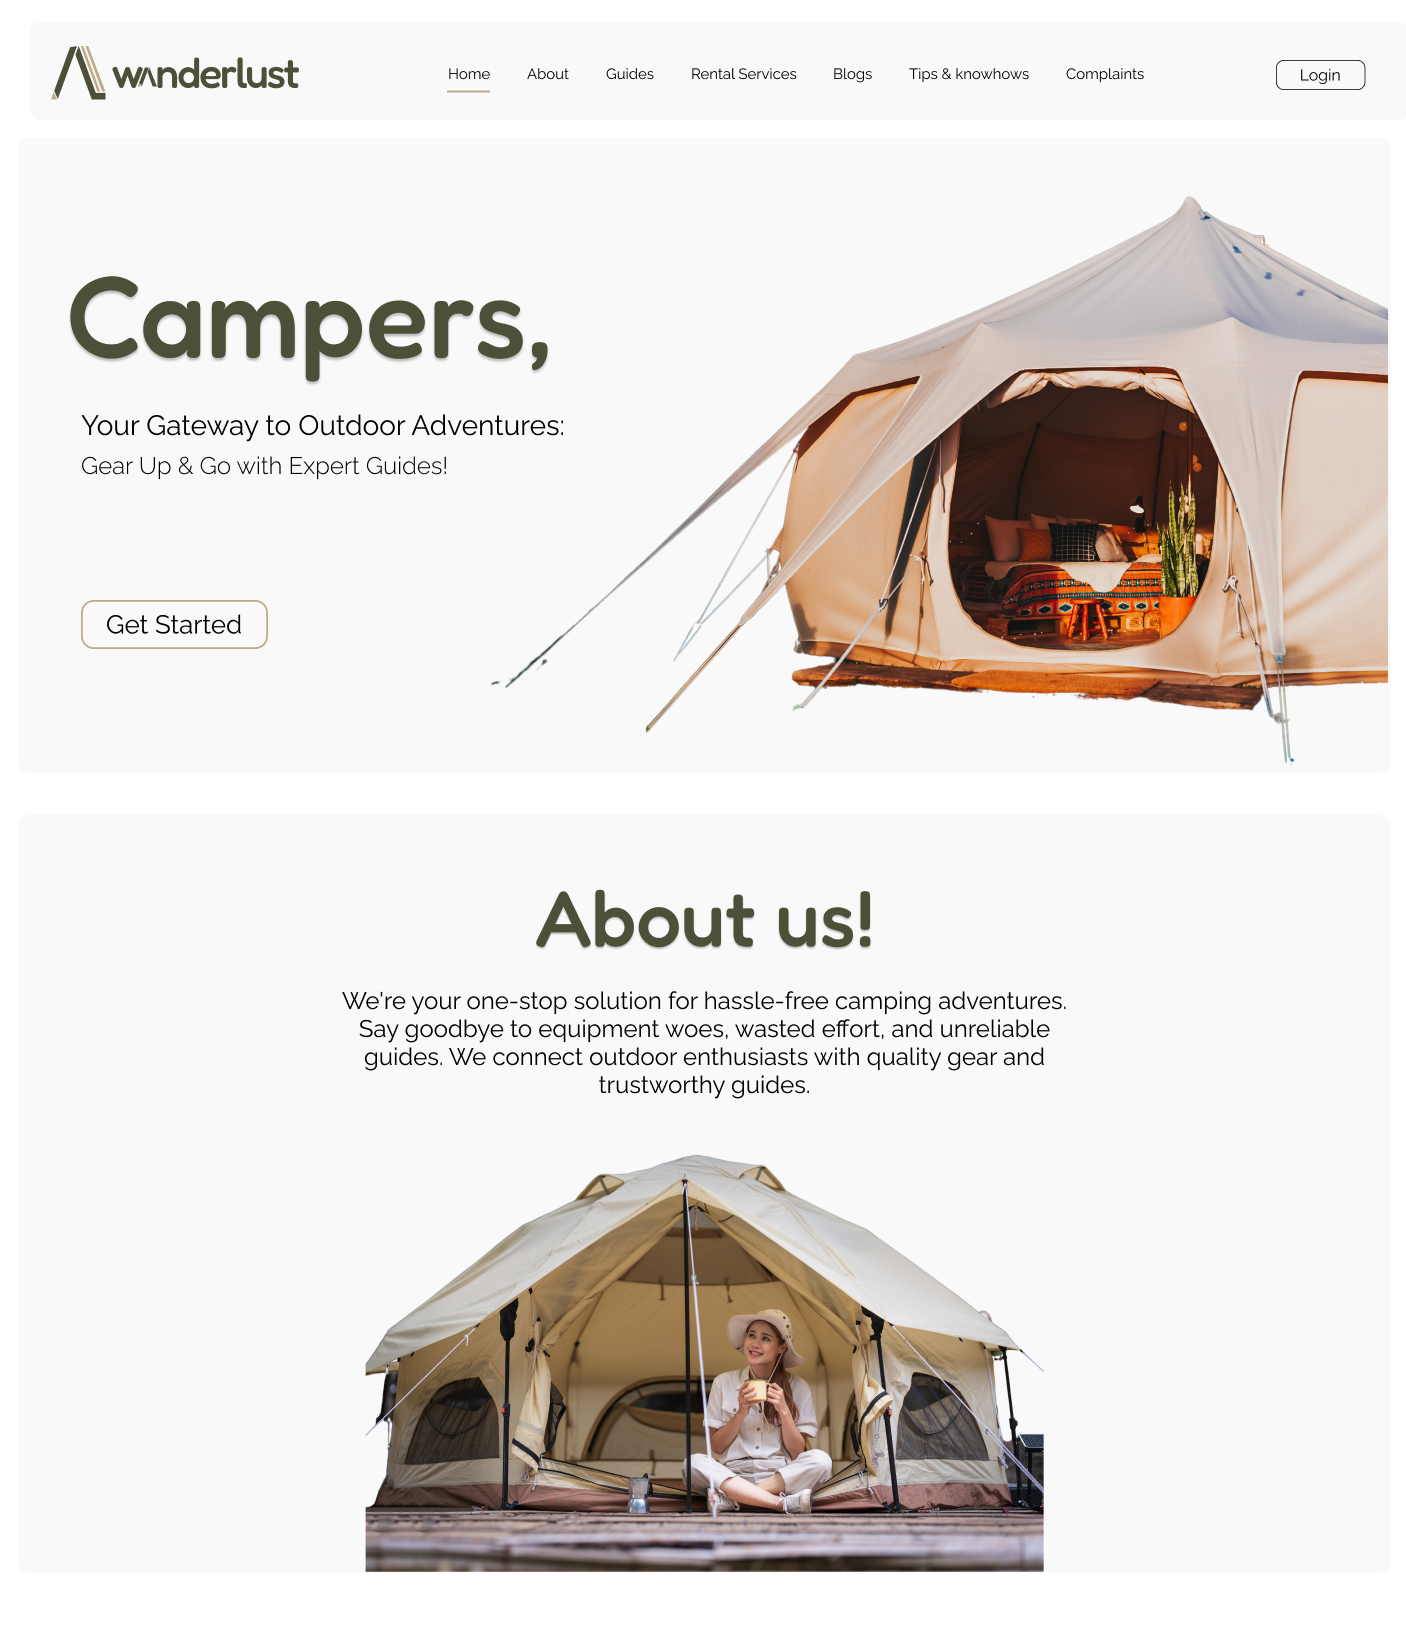 wanderlust
Home
About
Guides
Rental Services
Blogs
Tips & knowhows
Complaints
Login
Campers,
Your Gateway to Outdoor Adventures:
Gear Up & Go with Expert Guides!
Get Started
About us!
We're your one-stop solution for hassle-free camping adventures.
Say goodbye to equipment woes, wasted effort, and unreliable
guides. We connect outdoor enthusiasts with quality gear and
trustworthy guides.